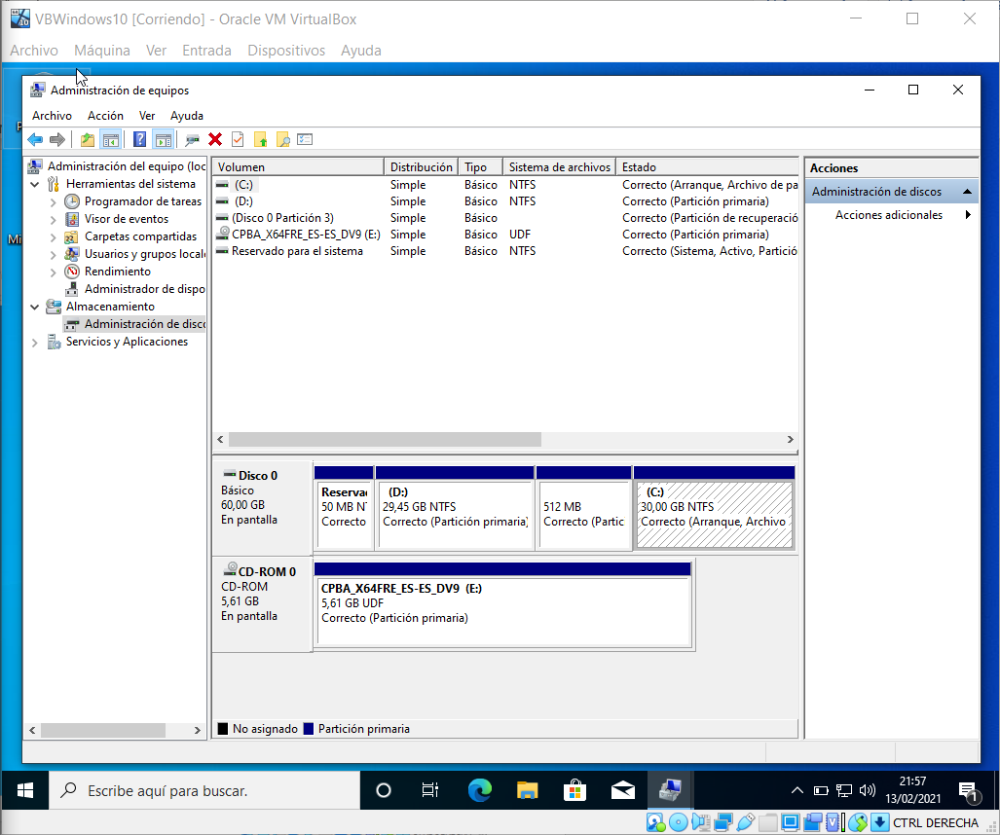 VBWindows10 [Corriendo] - Oracle VM VirtualBox
Archivo Máquina Ver Entrada Dispositivos Ayuda
Administración de equipos
Archivo Acción Ver Ayuda
Administración del equipo (loc
Herramientas del sistema
Programador de tareas
Visor de eventos
Carpetas compartidas
Usuarios y grupos locale
Rendimiento
Administrador de dispo
Almacenamiento
Administración de disco
Servicios y Aplicaciones
Volumen Distribución Tipo Sistema de archivos Estado
(C:) Simple Básico NTFS Correcto (Arranque, Archivo de pa
(D:) Simple Básico NTFS Correcto (Partición primaria)
(Disco 0 Partición 3) Simple Básico Correcto (Partición de recuperació
CPBA_X64FRE_ES-ES_DV9 (E:) Simple Básico UDF Correcto (Partición primaria)
Reservado para el sistema Simple Básico NTFS Correcto (Sistema, Activo, Partició
Acciones
Administración de discos
Acciones adicionales
Disco 0
Básico
60,00 GB
En pantalla
Reserva
50 MB NT
Correcto
(D:)
29,45 GB NTFS
Correcto (Partición primaria)
512 MB
Correcto (Partic
(C:)
30,00 GB NTFS
Correcto (Arranque, Archivo
CD-ROM 0
CD-ROM
5,61 GB
En pantalla
CPBA_X64FRE_ES-ES_DV9 (E:)
5,61 GB UDF
Correcto (Partición primaria)
No asignado Partición primaria
Escribe aquí para buscar.
21:57
13/02/2021
1
CTRL DERECHA